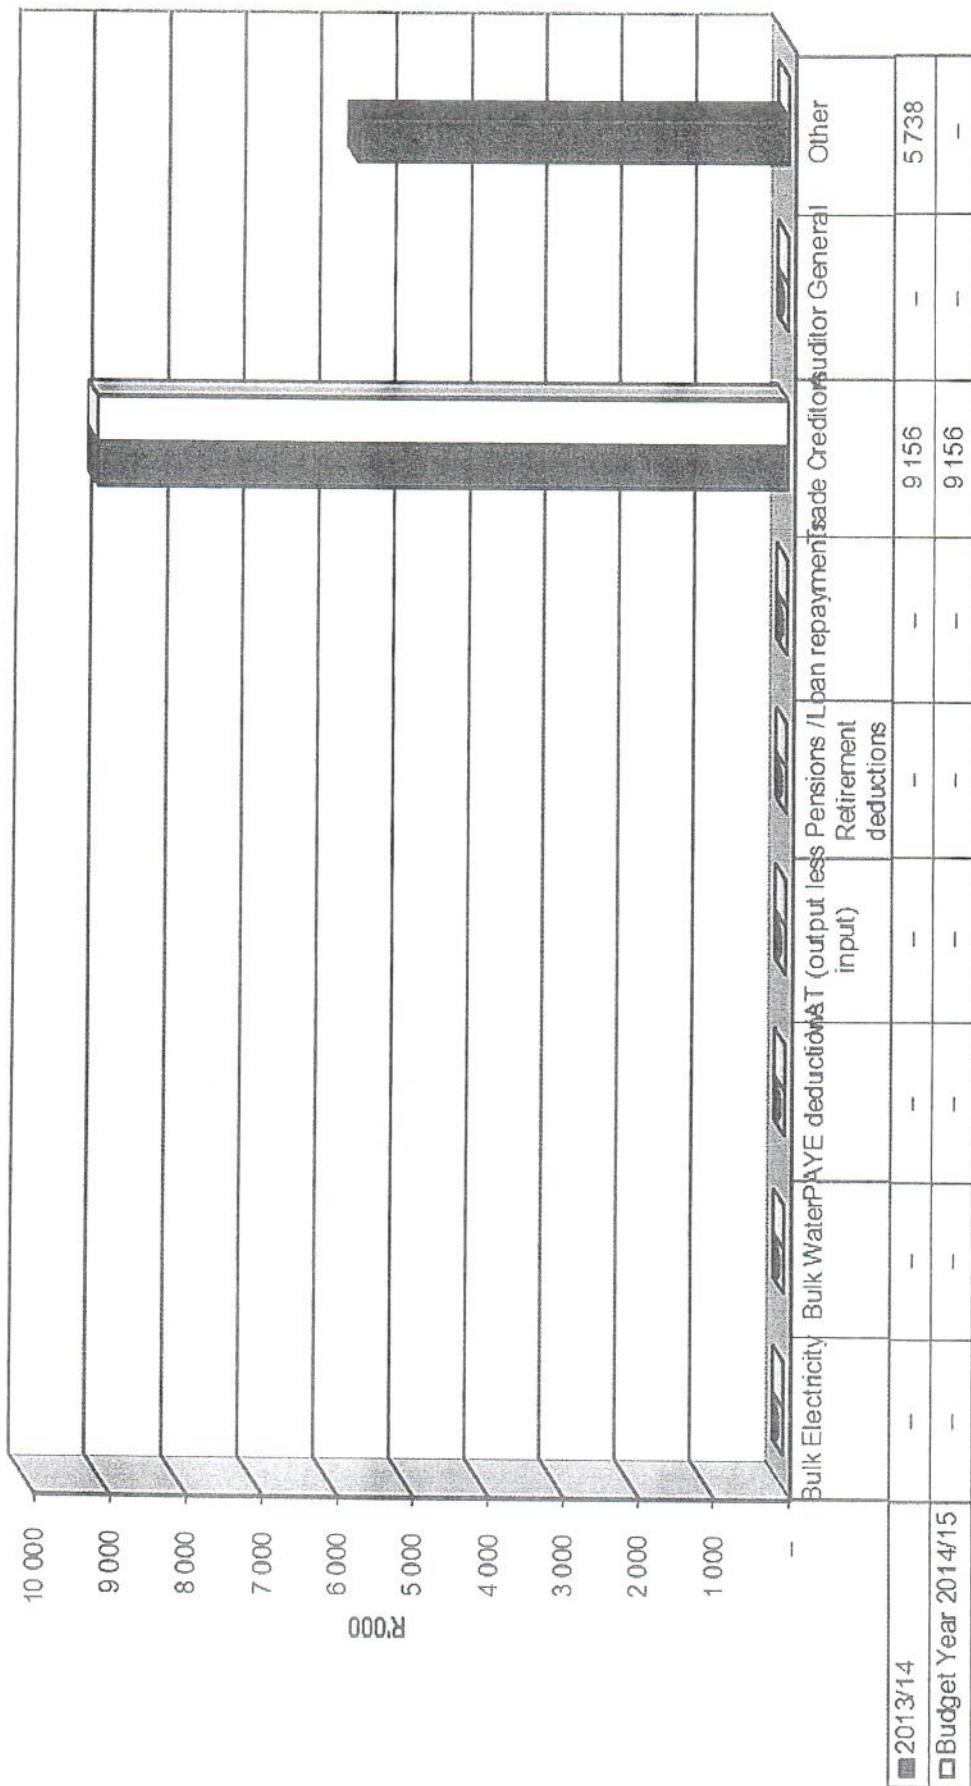 10 000
9 000
8 000
7 000
6 000
5 000
4 000
3 000
2 000
1 000
–
R'000
Bulk Electricity
Bulk Water
PAYE deductions
VAT (output less
input)
Pensions /
Retirement
deductions
Loan repayments
Trade Creditors
Auditor General
Other
2013/14 – – – – – – 9 156 – 5 738
Budget Year 2014/15 – – – – – – 9 156 – –